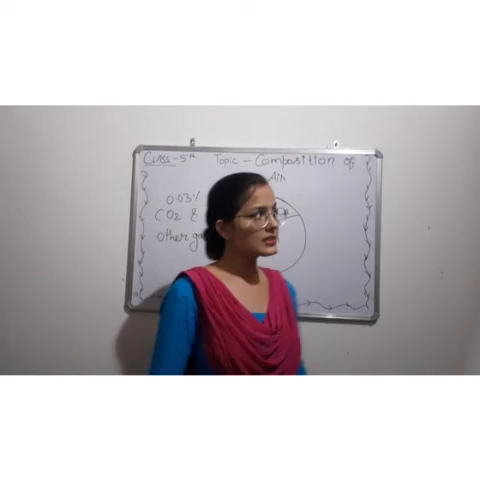 Class - 5th Topic - Composition of
Air
0.03%
CO2 &
Other